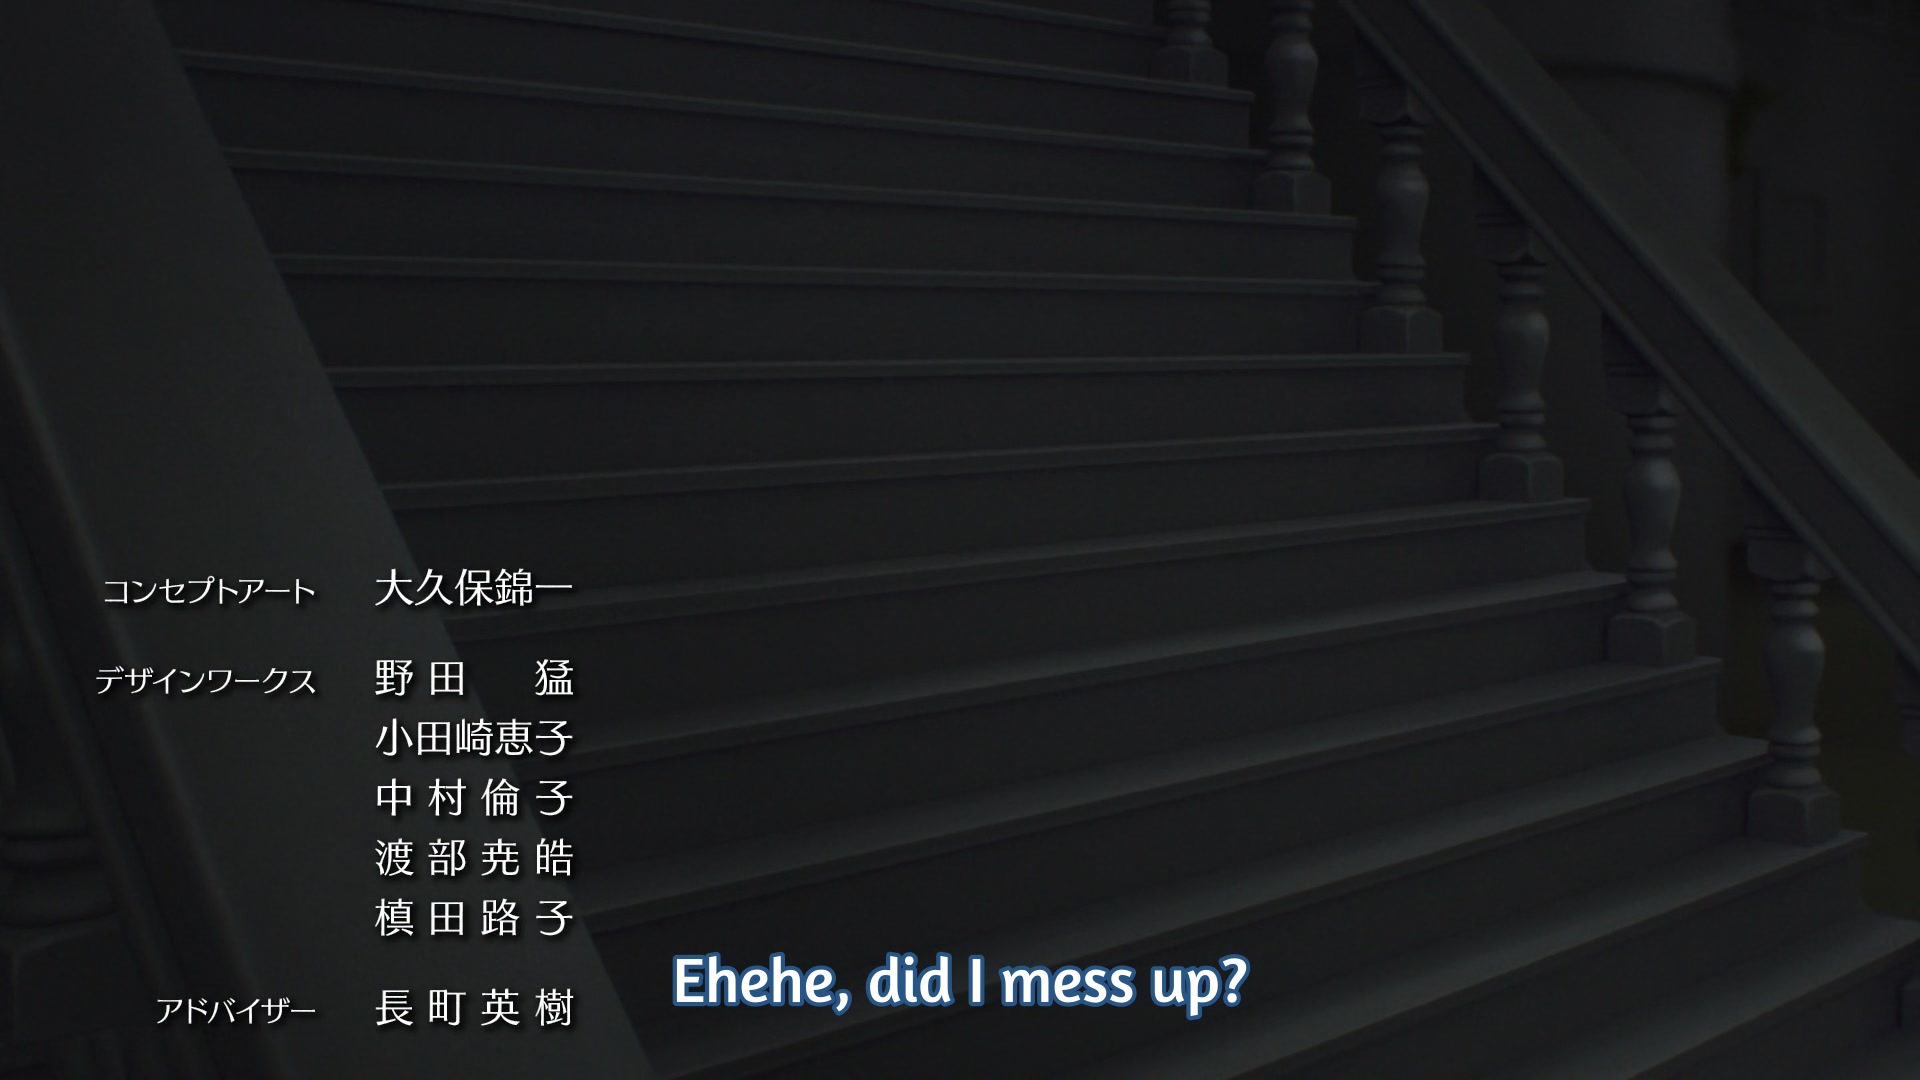 コンセプトアート 大久保錦一
デザインワークス 野田 猛
小田崎恵子
中村倫子
渡部尭皓
槙田路子
アドバイザー 長町英樹
Ehehe, did I mess up?